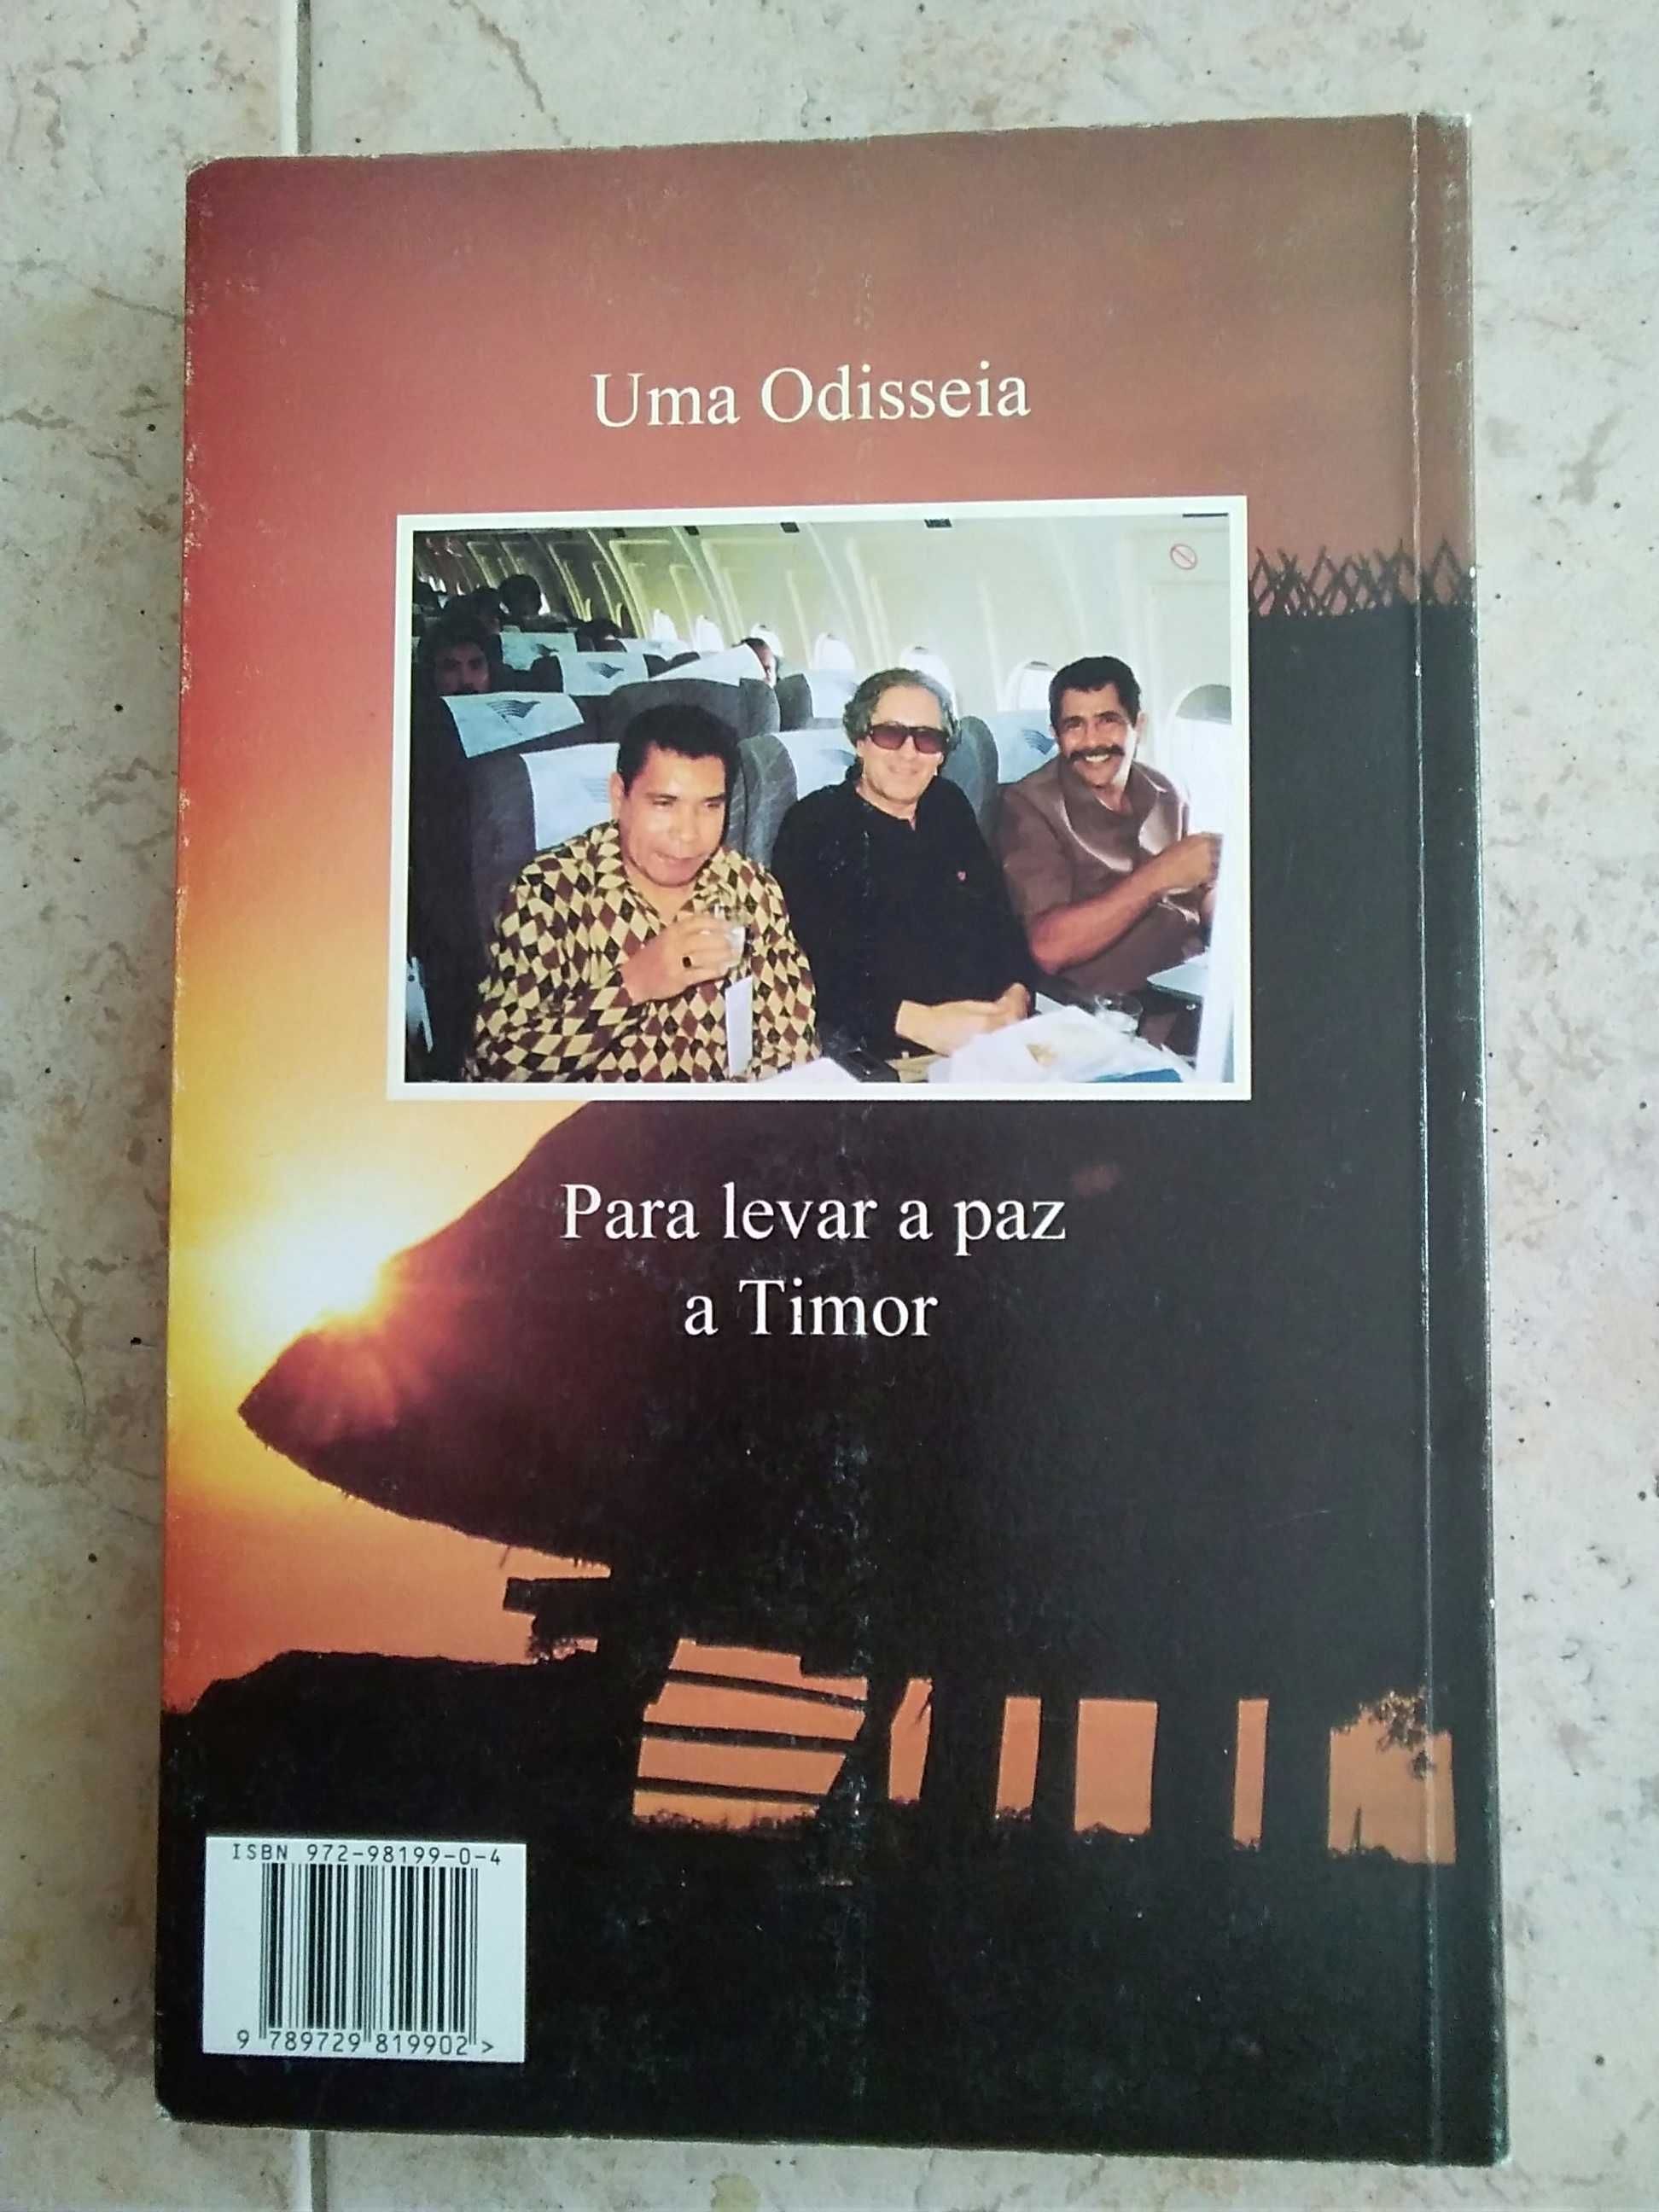 Uma Odisseia
Para levar a paz
a Timor
ISBN 972-98199-0-4
9 789729 819902 >